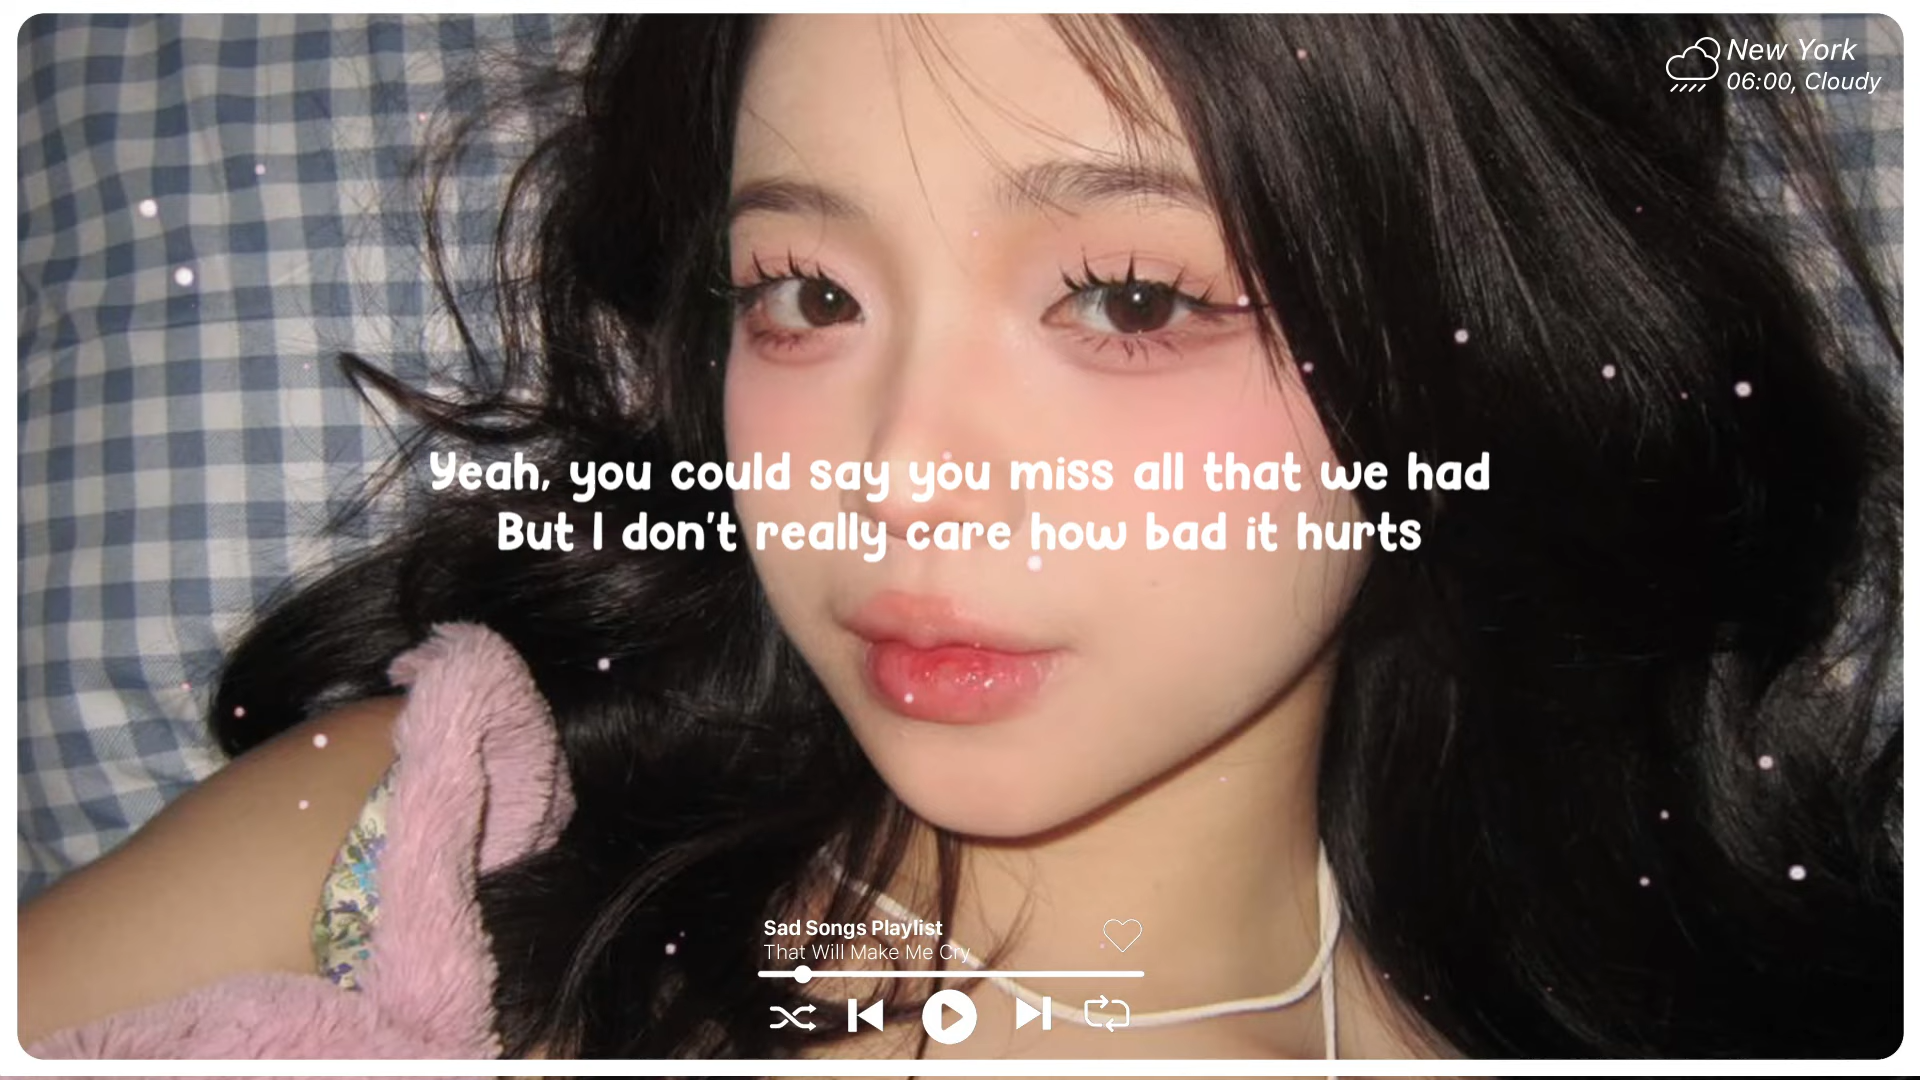 New York
06:00, Cloudy
Yeah, you could say you miss all that we had
But I don't really care how bad it hurts
Sad Songs Playlist
That Will Make Me Cry